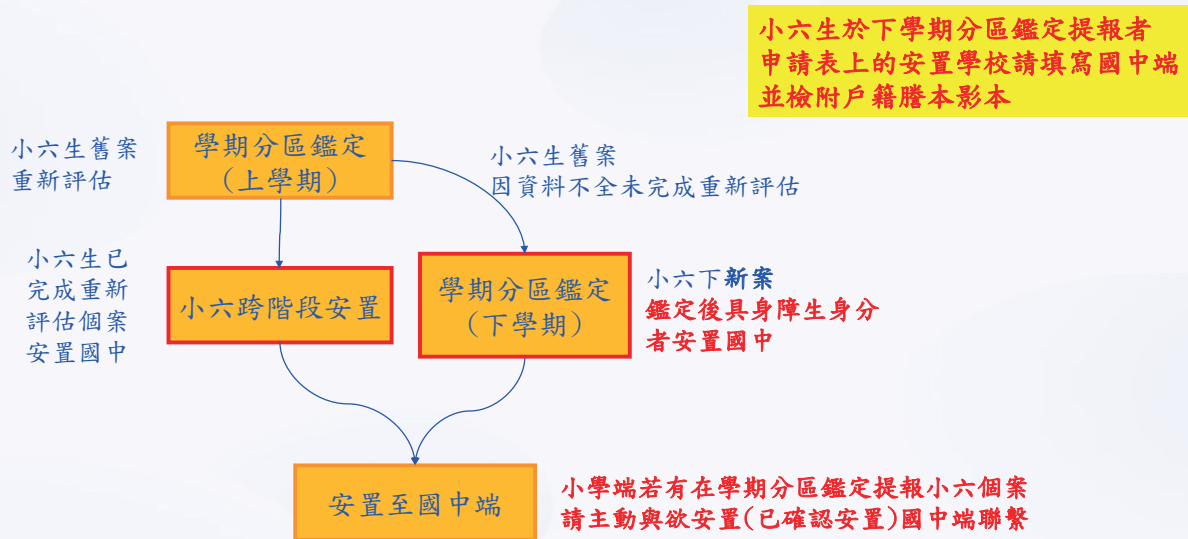 小六生於下學期分區鑑定提報者
申請表上的安置學校請填寫國中端
並檢附戶籍謄本影本
小六生舊案
重新評估
學期分區鑑定
(上學期)
小六生舊案
因資料不全未完成重新評估
小六生已
完成重新
評估個案
安置國中
小六跨階段安置
學期分區鑑定
(下學期)
小六下新案
鑑定後具身障生身分
者安置國中
安置至國中端
小學端若有在學期分區鑑定提報小六個案
請主動與欲安置(已確認安置)國中端聯繫